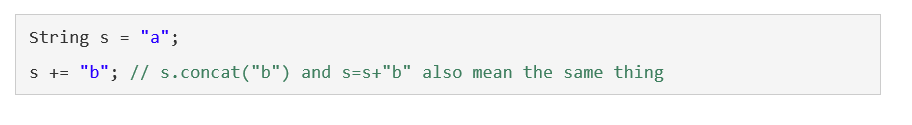 String s = "a";
s += "b"; // s.concat("b") and s=s+"b" also mean the same thing